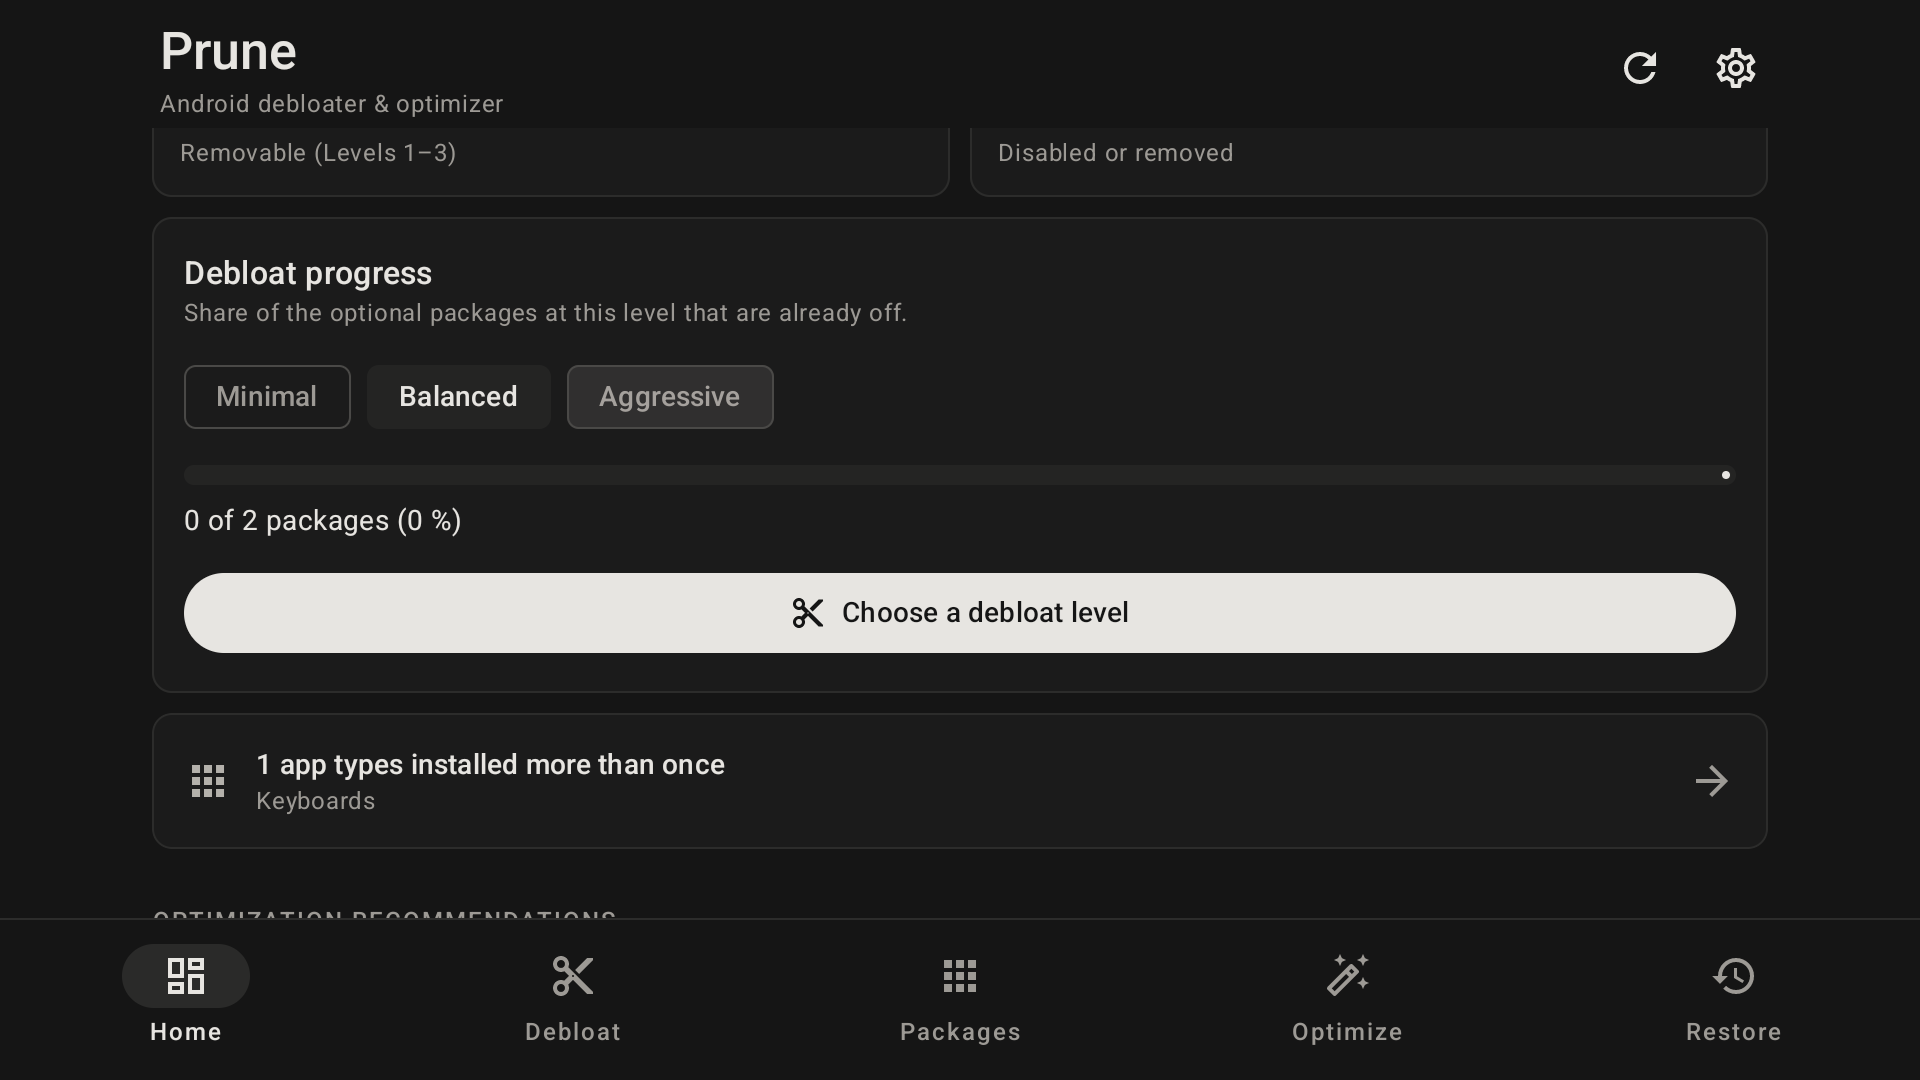 Prune
Android debloater & optimizer
Removable (Levels 1–3)
Disabled or removed
Debloat progress
Share of the optional packages at this level that are already off.
Minimal
Balanced
Aggressive
0 of 2 packages (0 %)
Choose a debloat level
1 app types installed more than once
Keyboards
OPTIMIZATION RECOMMENDATIONS
Home
Debloat
Packages
Optimize
Restore